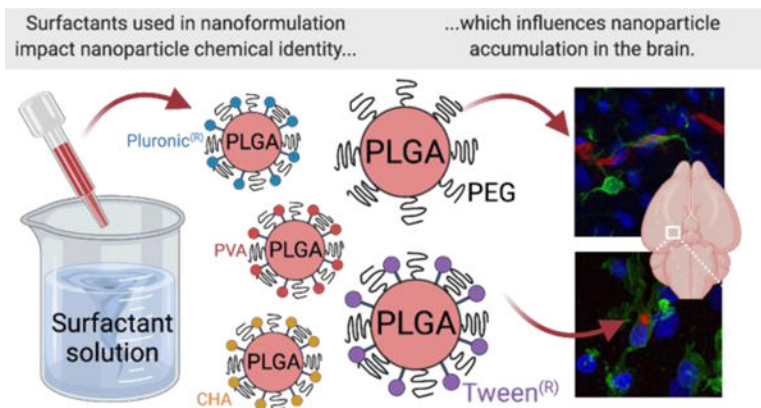 Surfactants used in nanoformulation
impact nanoparticle chemical identity...
...which influences nanoparticle
accumulation in the brain.
Pluronic(R)
PLGA
PLGA
PEG
PVA
PLGA
Surfactant
solution
PLGA
CHA
PLGA
Tween(R)